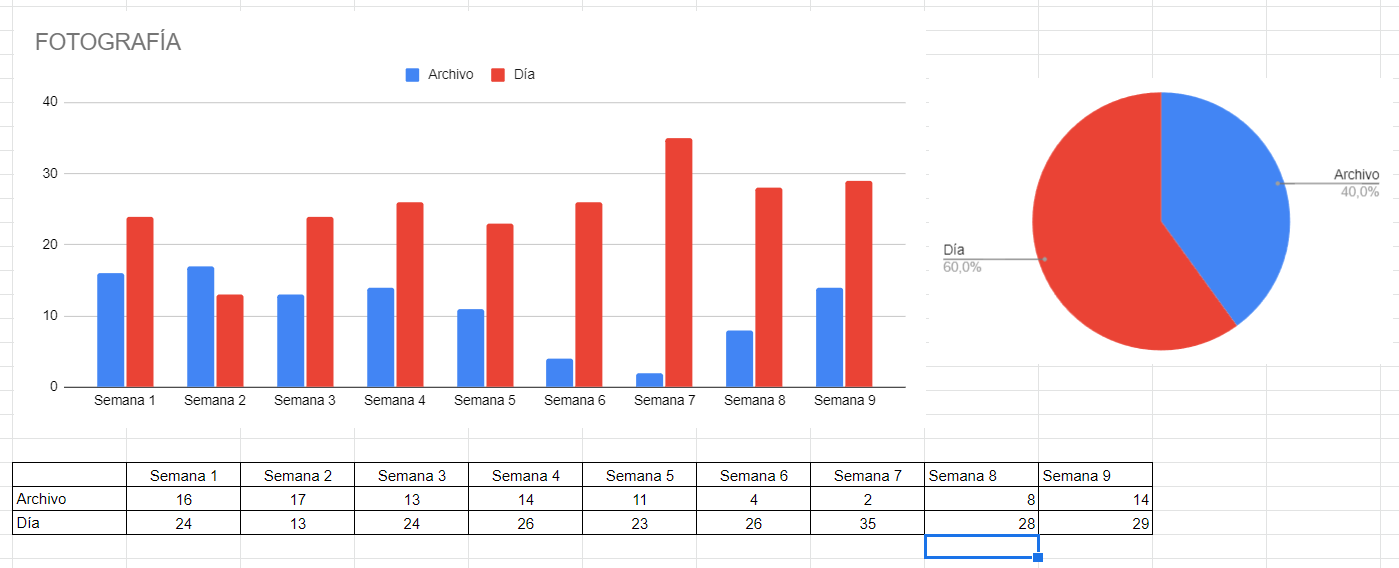 FOTOGRAFÍA
Archivo Día
40
30
20
10
0
Semana 1 Semana 2 Semana 3 Semana 4 Semana 5 Semana 6 Semana 7 Semana 8 Semana 9
Archivo
40,0%
Día
60,0%
Semana 1 Semana 2 Semana 3 Semana 4 Semana 5 Semana 6 Semana 7 Semana 8 Semana 9
Archivo 16 17 13 14 11 4 2 8 14
Día 24 13 24 26 23 26 35 28 29